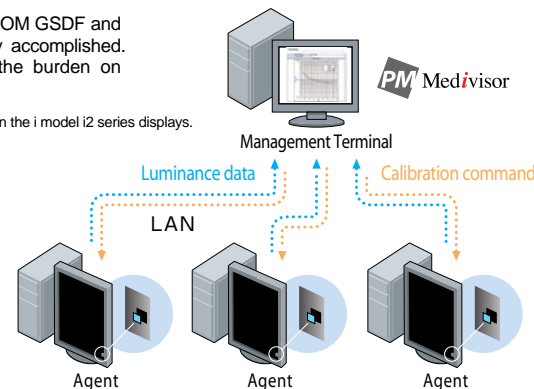 OM GSDF and
accomplished.
the burden on
n the i model i2 series displays.
PM Medivisor
Management Terminal
Luminance data
Calibration command
LAN
Agent
Agent
Agent